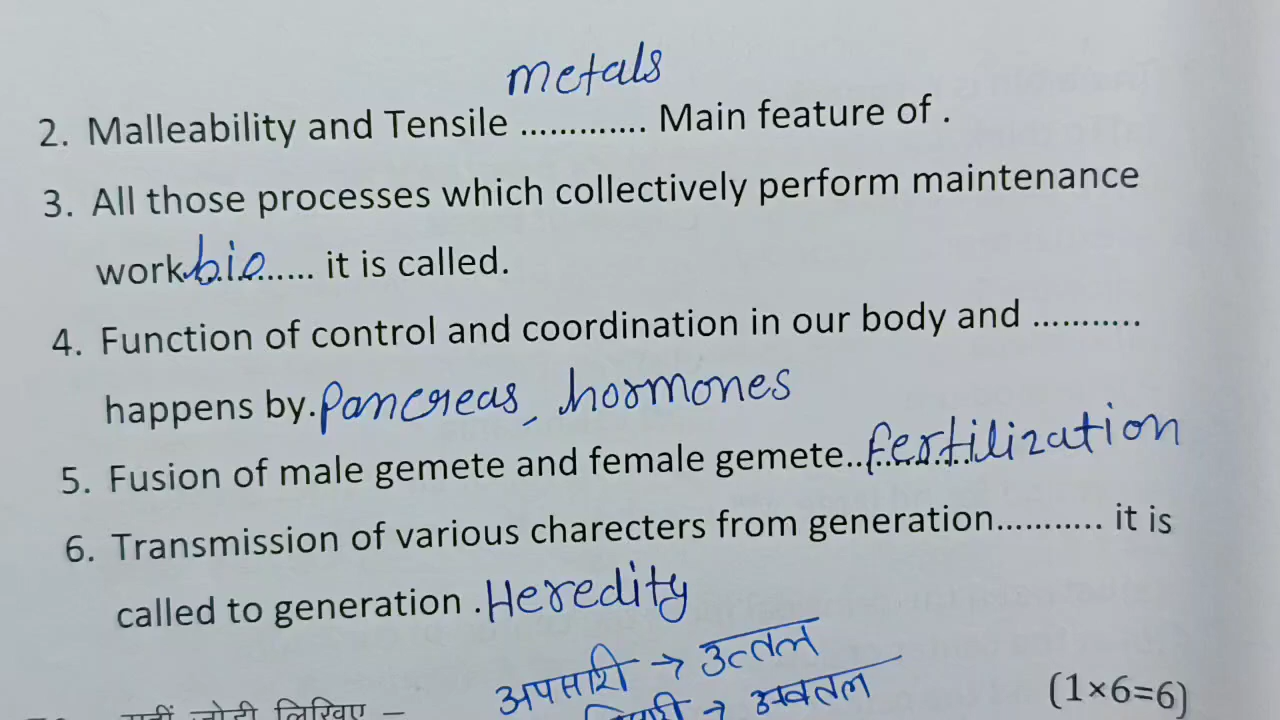 metals
2. Malleability and Tensile ............. Main feature of .
3. All those processes which collectively perform maintenance
work bio ...... it is called.
4. Function of control and coordination in our body and ...........
happens by. Pancreas, hormones
5. Fusion of male gemete and female gemete.. fertilization
6. Transmission of various charecters from generation........... it is
called to generation . Heredity
अपसारी → उत्तल
→ अवतल
(1×6=6)
जोड़ी लिखिए –